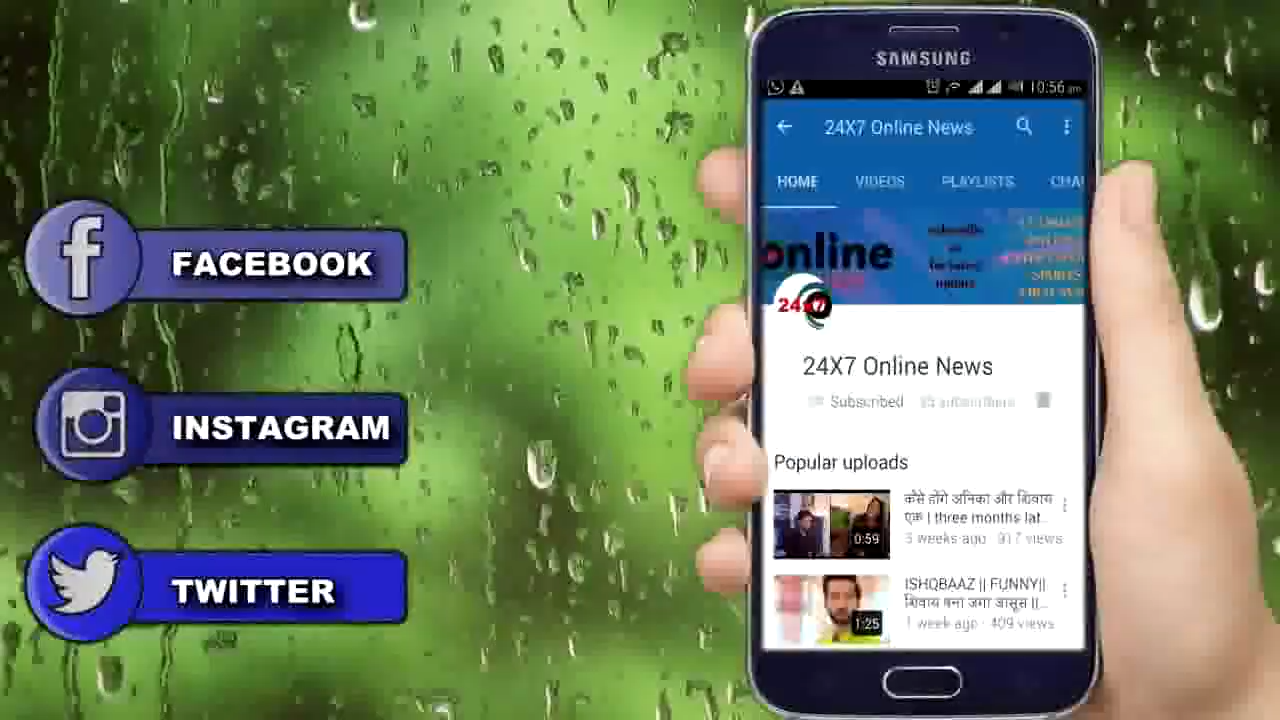 FACEBOOK
INSTAGRAM
TWITTER
SAMSUNG
10:56
24X7 Online News
HOME VIDEOS PLAYLISTS CHA
online
24x7
24X7 Online News
Subscribed subscribers
Popular uploads
कैसे होंगे अनिका और शिवाय
एक | three months lat...
0:59
weeks ago · 917 views
ISHQBAAZ || FUNNY||
शिवाय बना जग्गा जासूस ||...
1:25
1 week ago · 409 views